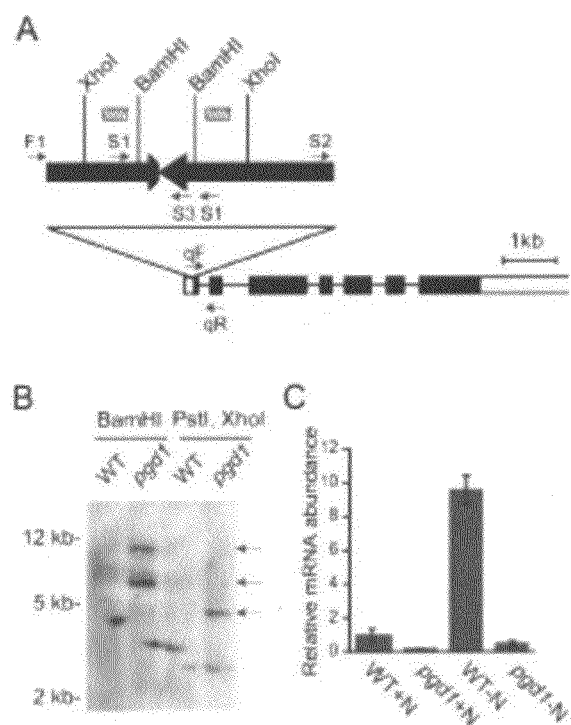 A
XhoI BamHI BamHI XhoI
F1 S1 S2
S3 S1
qF
1kb
qR
B
BamHI PstI, XhoI
WT pgd1 WT pgd1
12 kb-
5 kb-
2 kb-
C
Relative mRNA abundance
12
10
8
6
4
2
0
WT+N pgd1+N WT-N pgd1-N